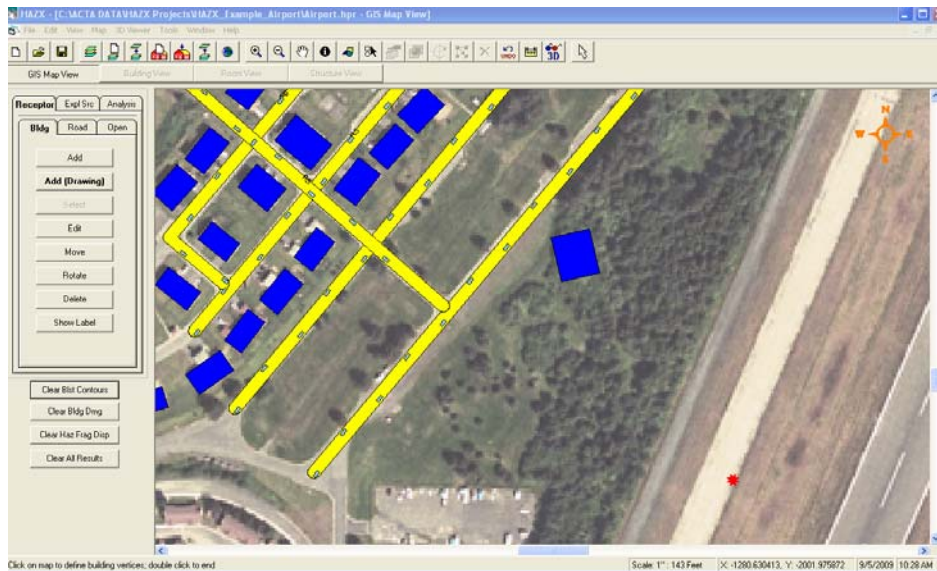 HAZX - [C:\ACTA DATA\HAZX Projects\HAZX_Example_Airport\Airport.hpr - GIS Map View]
File Edit View Map 3D Viewer Tools Window Help
UNDO 3D
GIS Map View Building View Room View Structure View
Receptor Expl Src Analysis
Bldg Road Open
Add
Add (Drawing)
Select
Edit
Move
Rotate
Delete
Show Label
Clear Blst Contours
Clear Bldg Dmg
Clear Haz Frag Disp
Clear All Results
N
W E
S
Click on map to define building vertices; double click to end Scale: 1" : 143 Feet X: -1280.630413, Y: -2001.975872 9/5/2009 10:28 AM